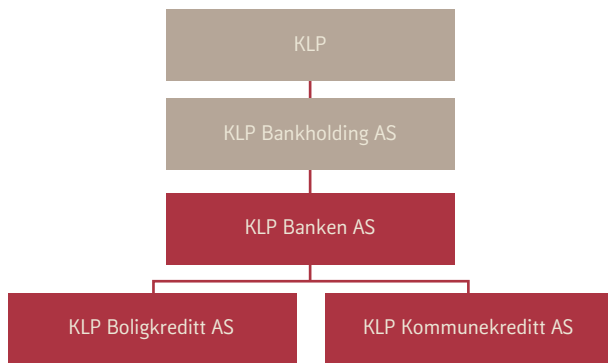 KLP
KLP Bankholding AS
KLP Banken AS
KLP Boligkreditt AS
KLP Kommunekreditt AS